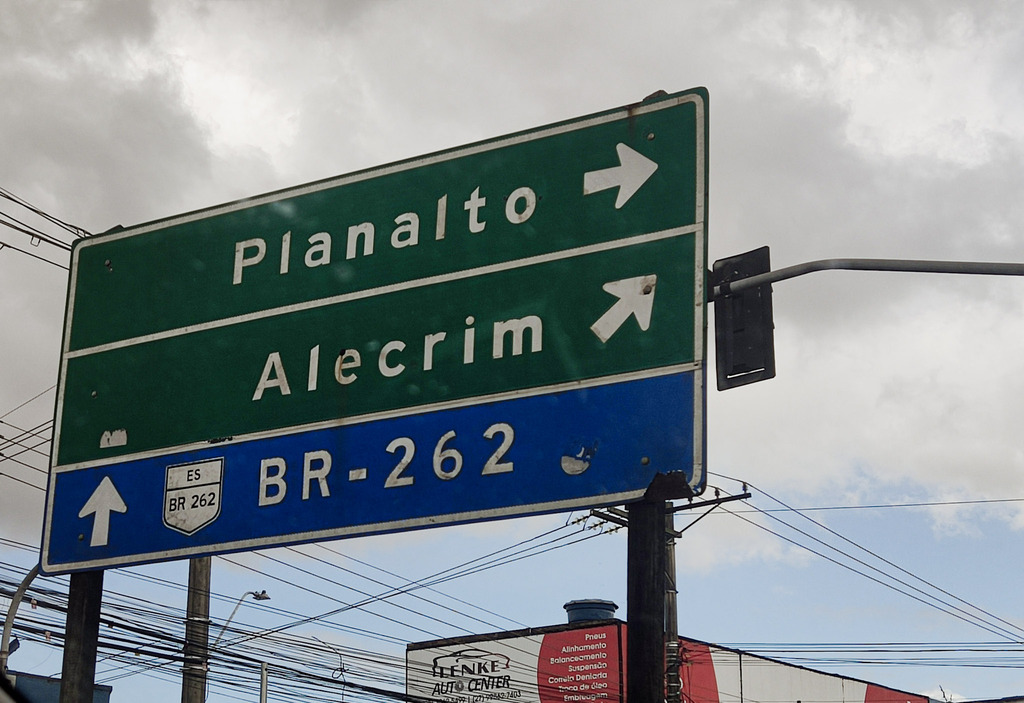 Planalto
Alecrim
ES
BR 262
BR-262
LENKE
AUTO CENTER
Pneus
Alinhamento
Balanceamento
Suspensão
Correia Dentada
Troca de óleo
Embreagem